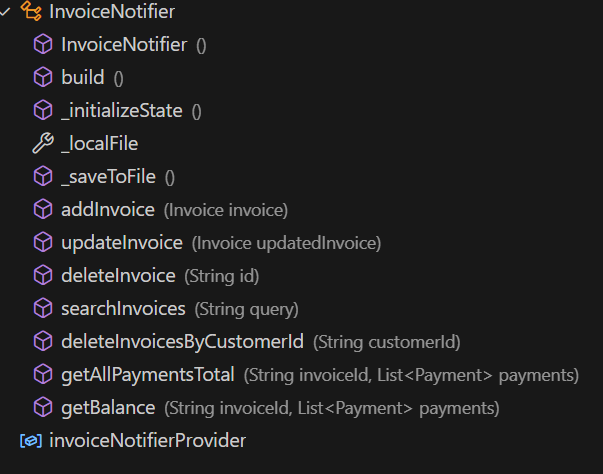 InvoiceNotifier
InvoiceNotifier ()
build ()
_initializeState ()
_localFile
_saveToFile ()
addInvoice (Invoice invoice)
updateInvoice (Invoice updatedInvoice)
deleteInvoice (String id)
searchInvoices (String query)
deleteInvoicesByCustomerId (String customerId)
getAllPaymentsTotal (String invoiceId, List<Payment> payments)
getBalance (String invoiceId, List<Payment> payments)
invoiceNotifierProvider